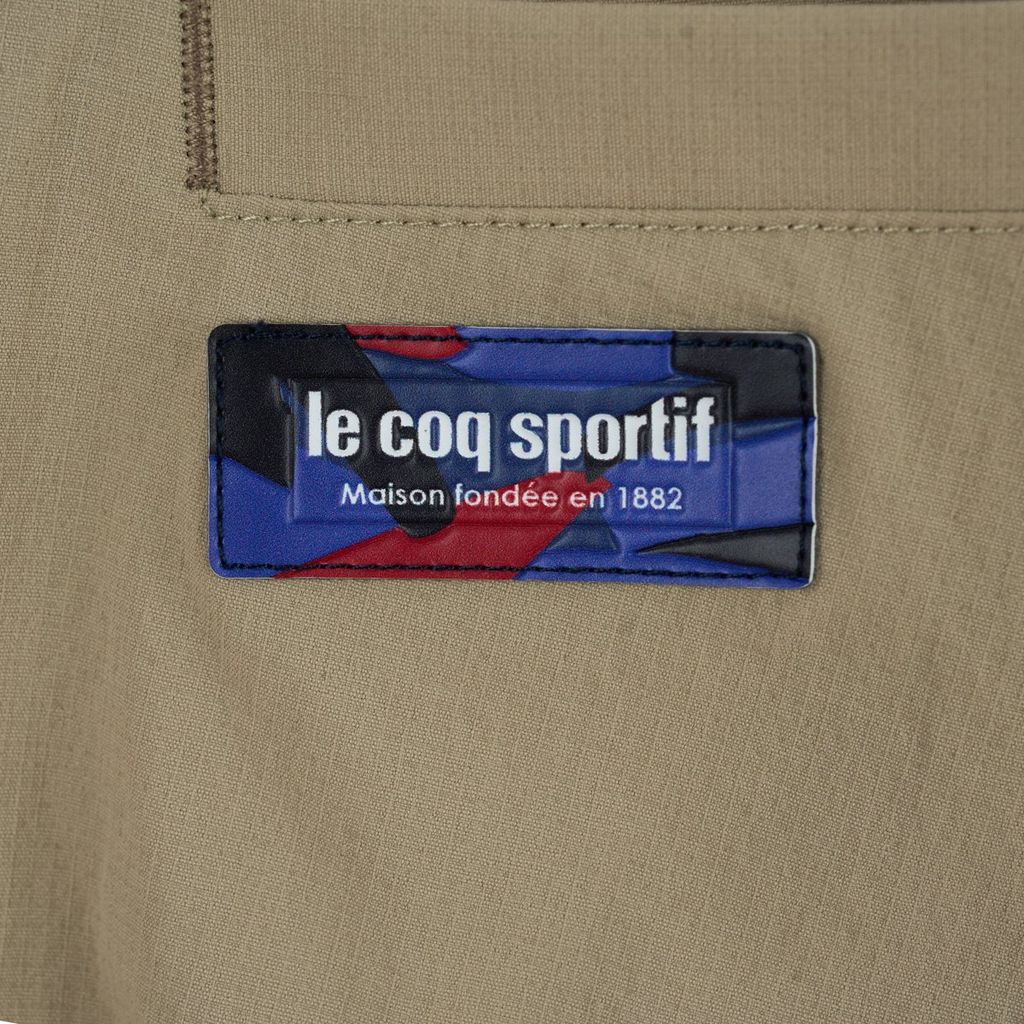 le coq sportif
Maison fondée en 1882